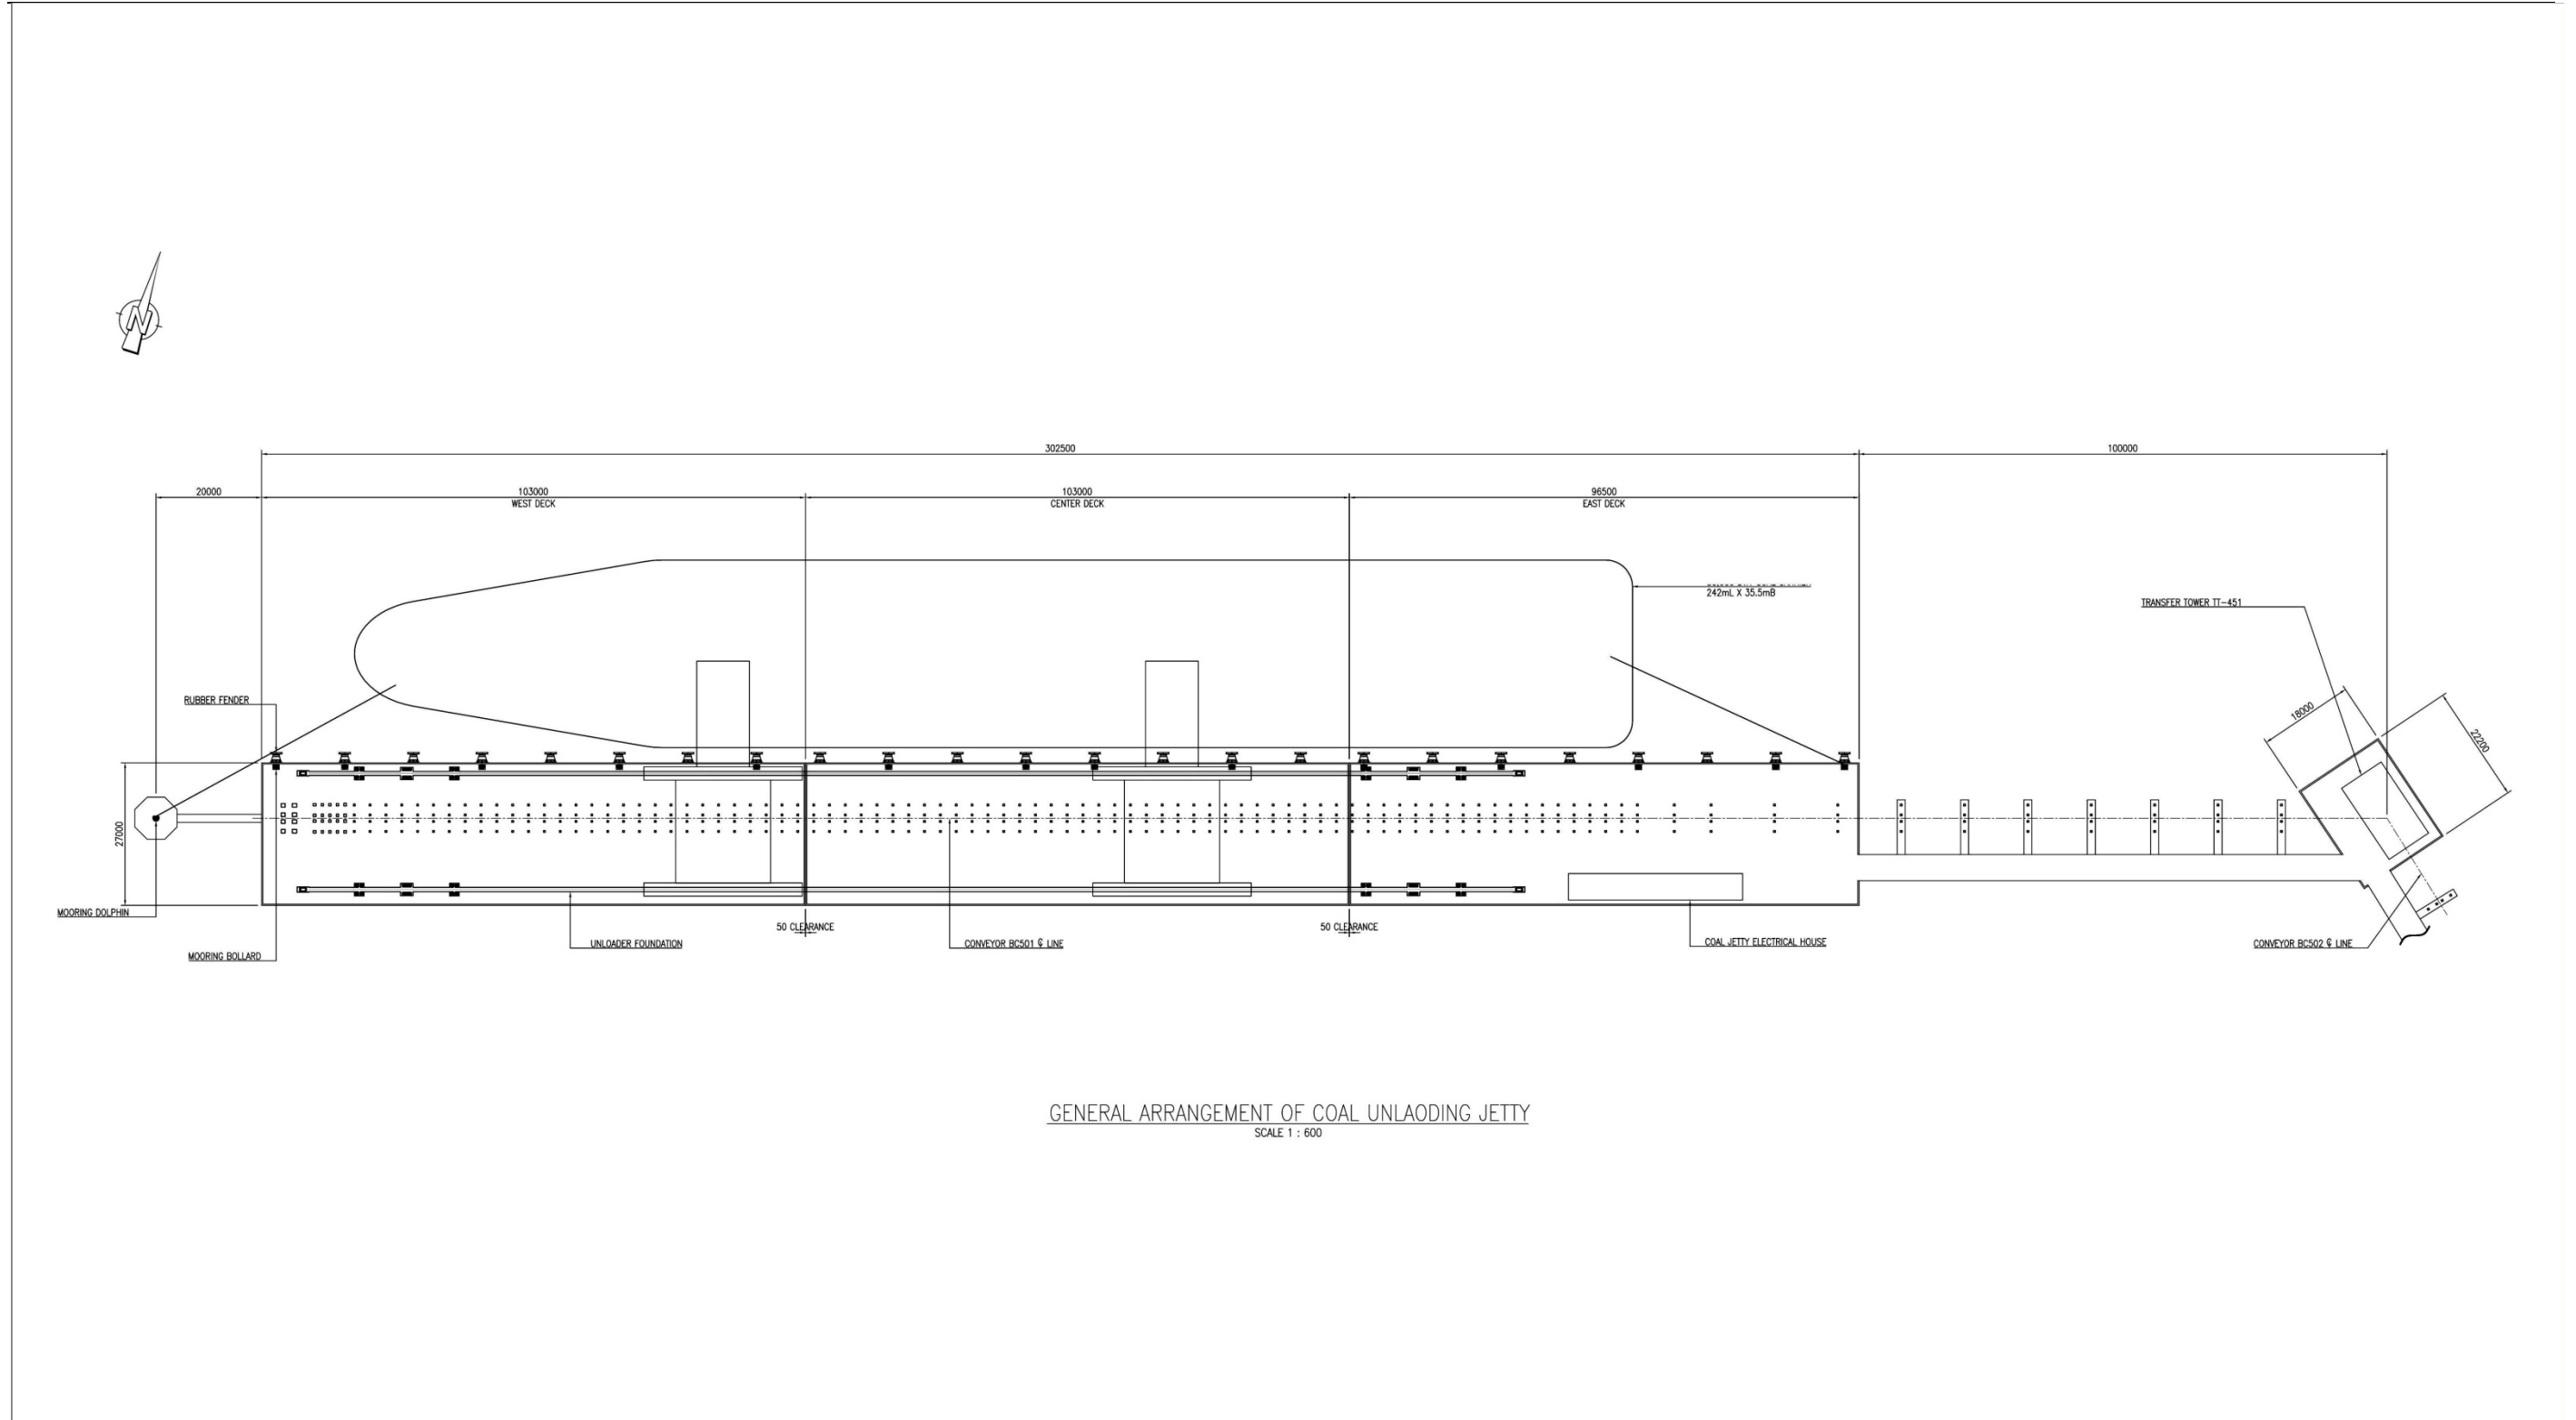 N
302500
100000
20000
103000
WEST DECK
103000
CENTER DECK
96500
EAST DECK
242mL X 35.5mB
TRANSFER TOWER TT-451
RUBBER FENDER
18000
22200
27000
MOORING DOLPHIN
MOORING BOLLARD
UNLOADER FOUNDATION
50 CLEARANCE
CONVEYOR BC501 ℄ LINE
50 CLEARANCE
COAL JETTY ELECTRICAL HOUSE
CONVEYOR BC502 ℄ LINE
GENERAL ARRANGEMENT OF COAL UNLAODING JETTY
SCALE 1 : 600